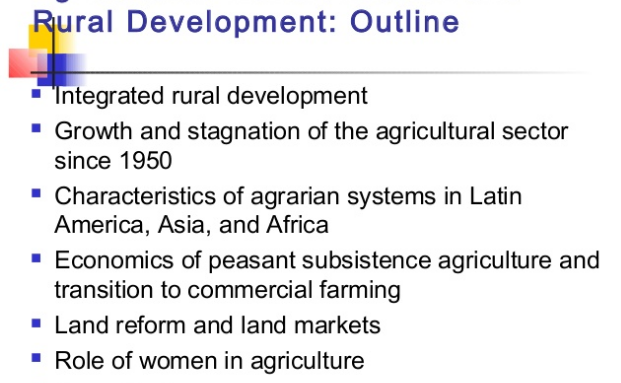 Rural Development: Outline
Integrated rural development
Growth and stagnation of the agricultural sector
since 1950
Characteristics of agrarian systems in Latin
America, Asia, and Africa
Economics of peasant subsistence agriculture and
transition to commercial farming
Land reform and land markets
Role of women in agriculture